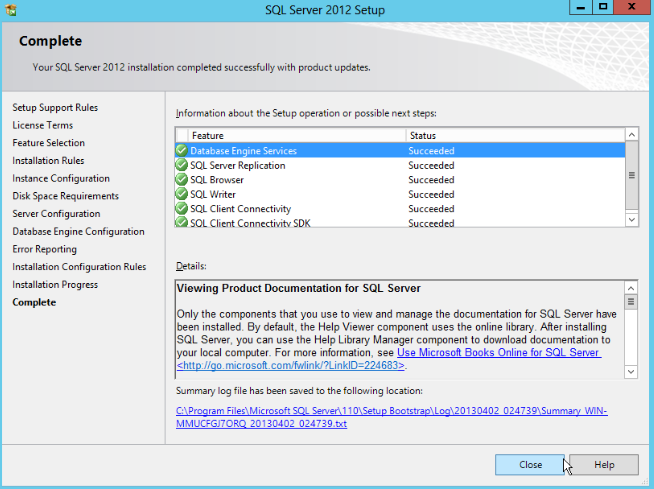 SQL Server 2012 Setup
Complete
Your SQL Server 2012 installation completed successfully with product updates.
Setup Support Rules
License Terms
Feature Selection
Installation Rules
Instance Configuration
Disk Space Requirements
Server Configuration
Database Engine Configuration
Error Reporting
Installation Configuration Rules
Installation Progress
Complete
Information about the Setup operation or possible next steps:
Feature Status
Database Engine Services Succeeded
SQL Server Replication Succeeded
SQL Browser Succeeded
SQL Writer Succeeded
SQL Client Connectivity Succeeded
SQL Client Connectivity SDK Succeeded
Details:
Viewing Product Documentation for SQL Server
Only the components that you use to view and manage the documentation for SQL Server have
been installed. By default, the Help Viewer component uses the online library. After installing
SQL Server, you can use the Help Library Manager component to download documentation to
your local computer. For more information, see Use Microsoft Books Online for SQL Server
<http://go.microsoft.com/fwlink/?LinkID=224683>.
Summary log file has been saved to the following location:
C:\Program Files\Microsoft SQL Server\110\Setup Bootstrap\Log\20130402_024739\Summary_WIN-
MMUCFGJ7ORQ_20130402_024739.txt
Close Help